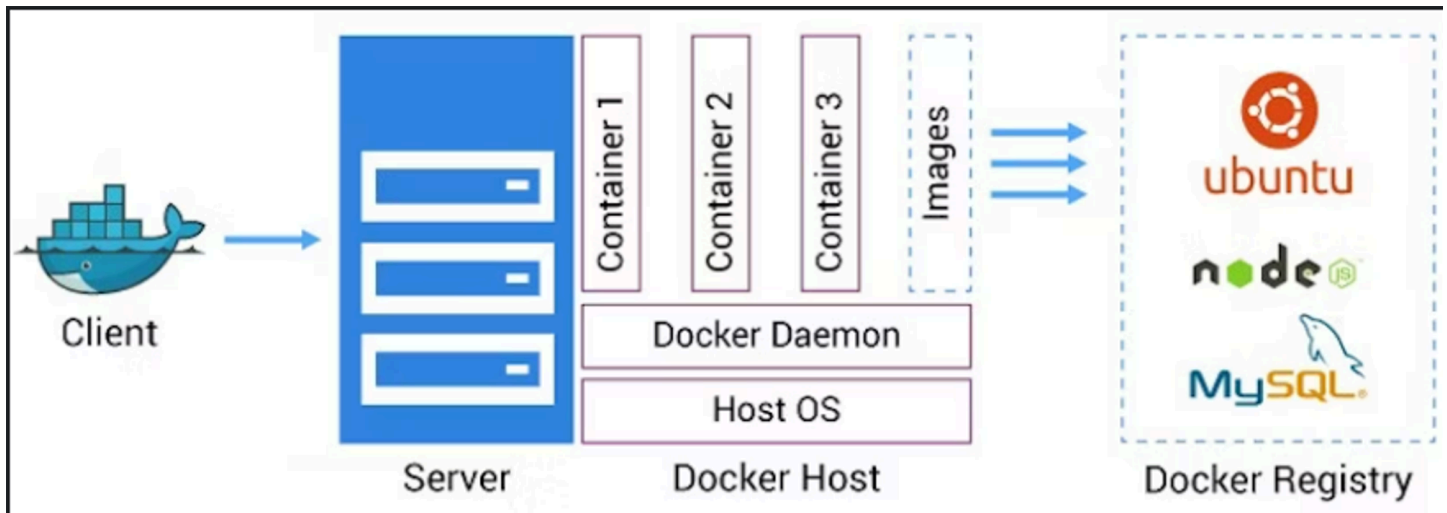 Client
Server
Container 1
Container 2
Container 3
Images
Docker Daemon
Host OS
Docker Host
ubuntu
node JS ™
MySQL®
Docker Registry